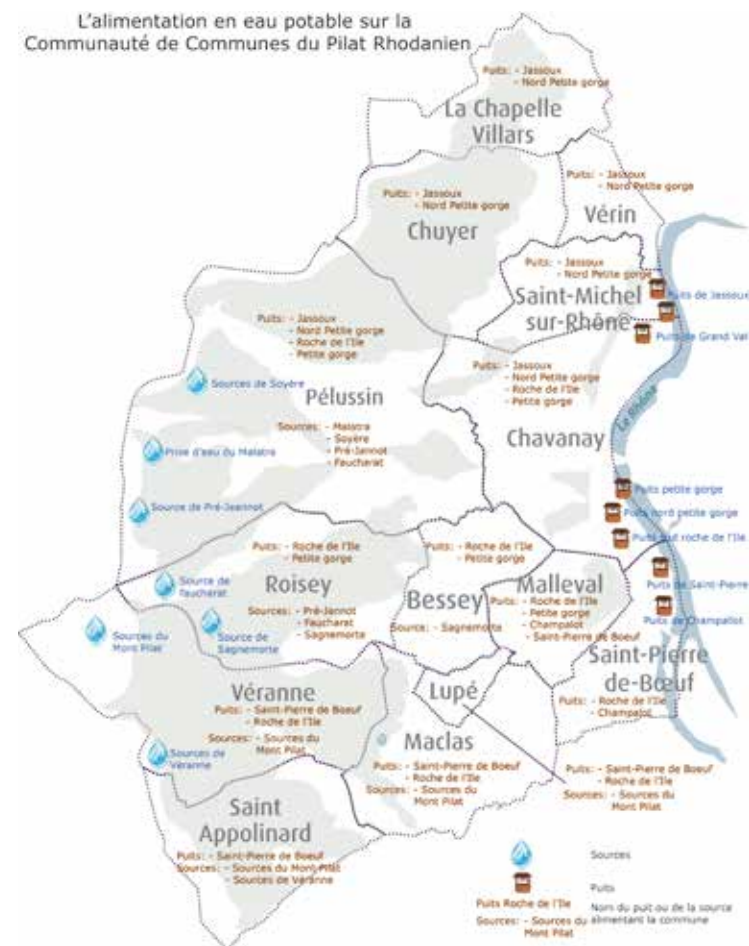 L'alimentation en eau potable sur la
Communauté de Communes du Pilat Rhodanien
Puits: - Jassoux
- Nord Petite gorge
La Chapelle
Villars
Puits: - Jassoux
- Nord Petite gorge
Chuyer
Puits: - Jassoux
- Nord Petite gorge
Vérin
Puits: - Jassoux
- Nord Petite gorge
Saint-Michel
sur-Rhône
Puits de Jassoux
Puits de Grand Val
Puits: - Jassoux
- Nord Petite gorge
- Roche de l'Ile
- Petite gorge
Pélussin
Sources: - Malatra
- Soyère
- Pré-Jannot
- Faucharat
Sources de Soyère
Prise d'eau du Malatra
Source de Pré-Jeannot
Puits: - Jassoux
- Nord Petite gorge
- Roche de l'Ile
- Petite gorge
Chavanay
Le Rhône
Puits petite gorge
Puits nord petite gorge
Puits sut roche de l'Ile
Puits de Saint-Pierre
Puits de Champallot
Puits: - Roche de l'Ile
- Petite gorge
Roisey
Sources: - Pré-Jannot
- Faucharat
- Sagnemorte
Source de
faucharat
Source de
Sagnemorte
Sources du
Mont Pilat
Puits: - Roche de l'Ile
- Petite gorge
Bessey
Source: - Sagnemorte
Malleval
Puits: - Roche de l'Ile
- Petite gorge
- Champalot
- Saint-Pierre de Boeuf
Saint-Pierre
de-Bœuf
Puits: - Roche de l'Ile
- Champalot
Véranne
Puits: - Saint-Pierre de Boeuf
- Roche de l'Ile
Sources: - Sources du
Mont Pilat
Sources de
Véranne
Lupé
Puits: - Saint-Pierre de Boeuf
- Roche de l'Ile
Sources: - Sources du
Mont Pilat
Maclas
Puits: - Saint-Pierre de Boeuf
- Roche de l'Ile
Sources: - Sources du
Mont Pilat
Saint
Appolinard
Puits: - Saint-Pierre de Boeuf
Sources: - Sources du Mont-Pilat
- Sources de Véranne
Sources
Puits
Puits Roche de l'Ile
Sources: - Sources du
Mont Pilat
Nom du puit ou de la source
alimentant la commune